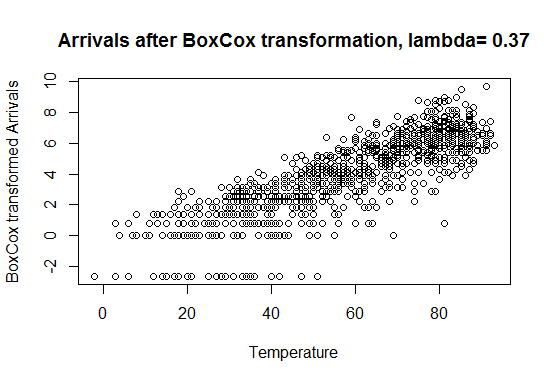 Arrivals after BoxCox transformation, lambda= 0.37
BoxCox transformed Arrivals
10
8
6
4
2
0
-2
0 20 40 60 80
Temperature